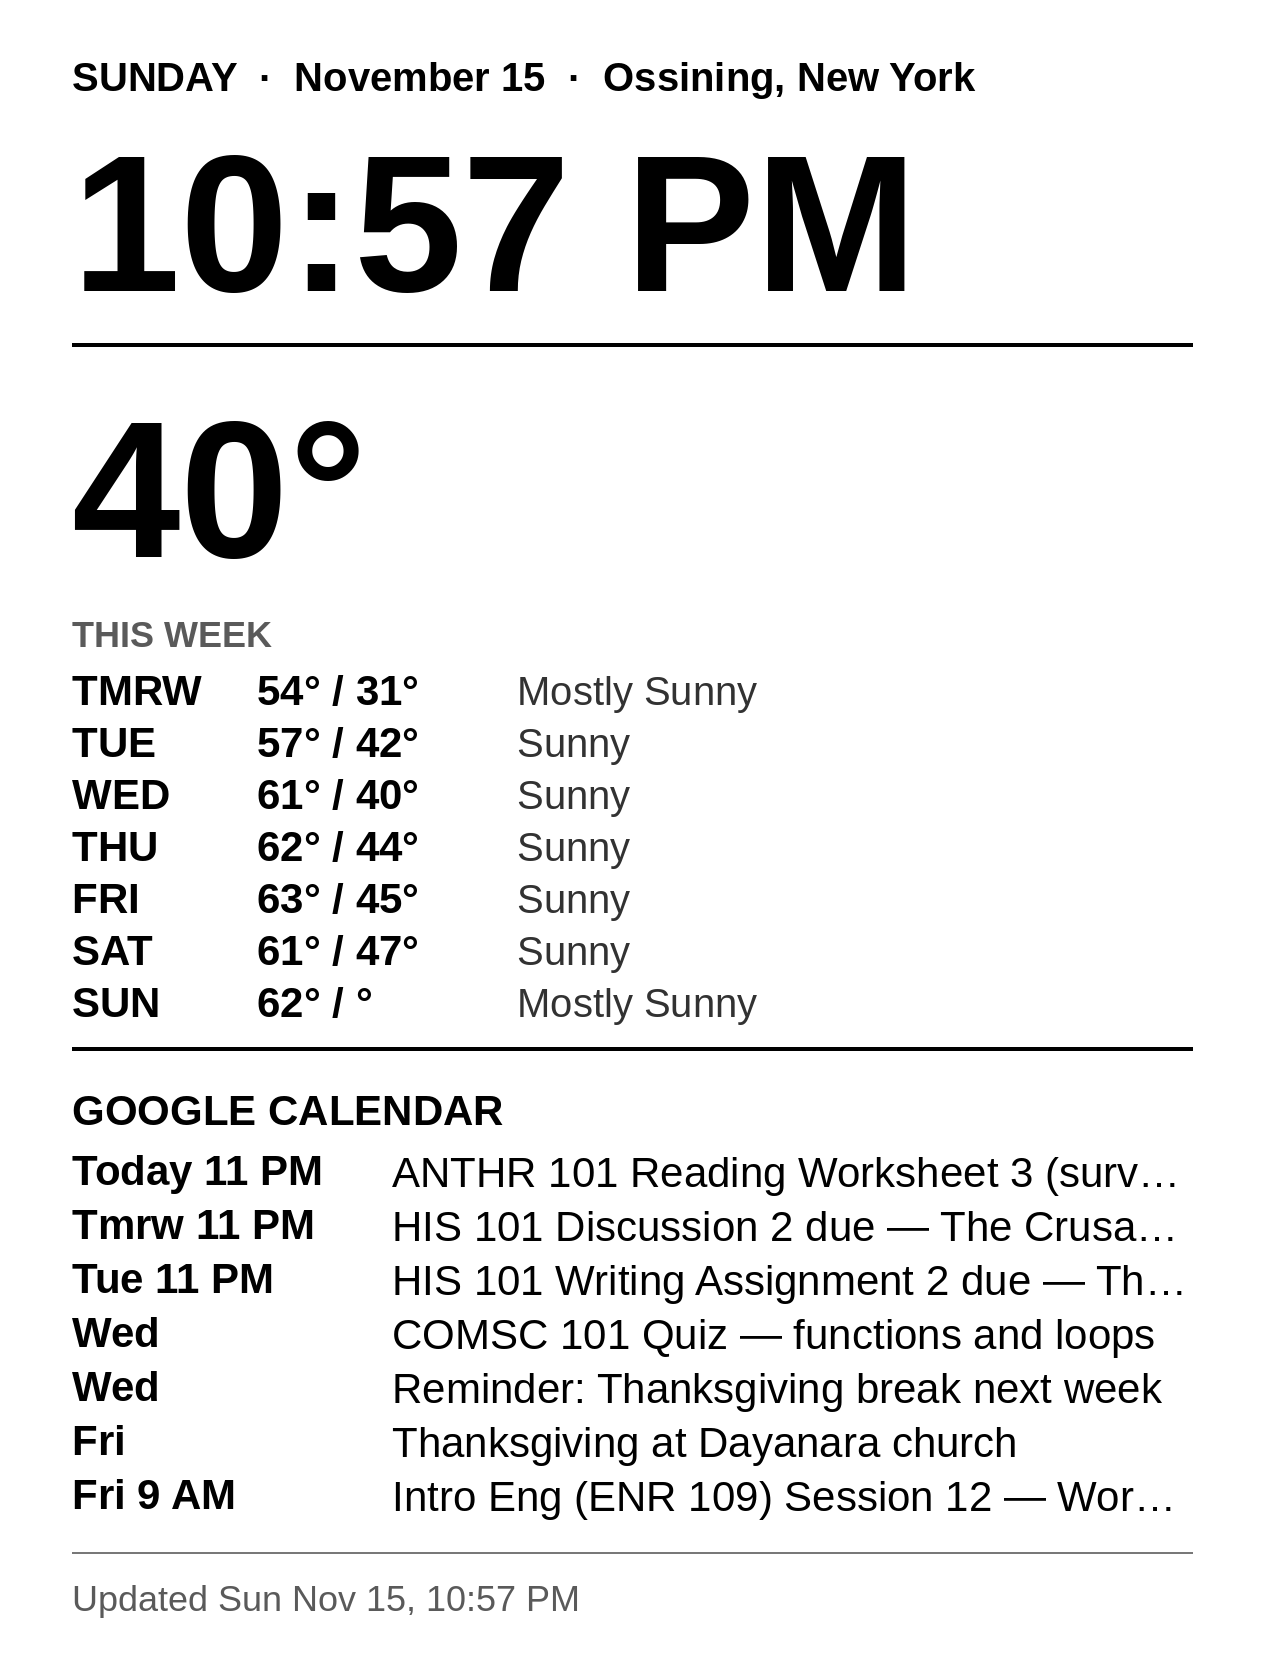 SUNDAY · November 15 · Ossining, New York
10:57 PM
40°
THIS WEEK
TMRW 54° / 31° Mostly Sunny
TUE 57° / 42° Sunny
WED 61° / 40° Sunny
THU 62° / 44° Sunny
FRI 63° / 45° Sunny
SAT 61° / 47° Sunny
SUN 62° / ° Mostly Sunny
GOOGLE CALENDAR
Today 11 PM ANTHR 101 Reading Worksheet 3 (surv…
Tmrw 11 PM HIS 101 Discussion 2 due — The Crusa…
Tue 11 PM HIS 101 Writing Assignment 2 due — Th…
Wed COMSC 101 Quiz — functions and loops
Wed Reminder: Thanksgiving break next week
Fri Thanksgiving at Dayanara church
Fri 9 AM Intro Eng (ENR 109) Session 12 — Wor…
Updated Sun Nov 15, 10:57 PM